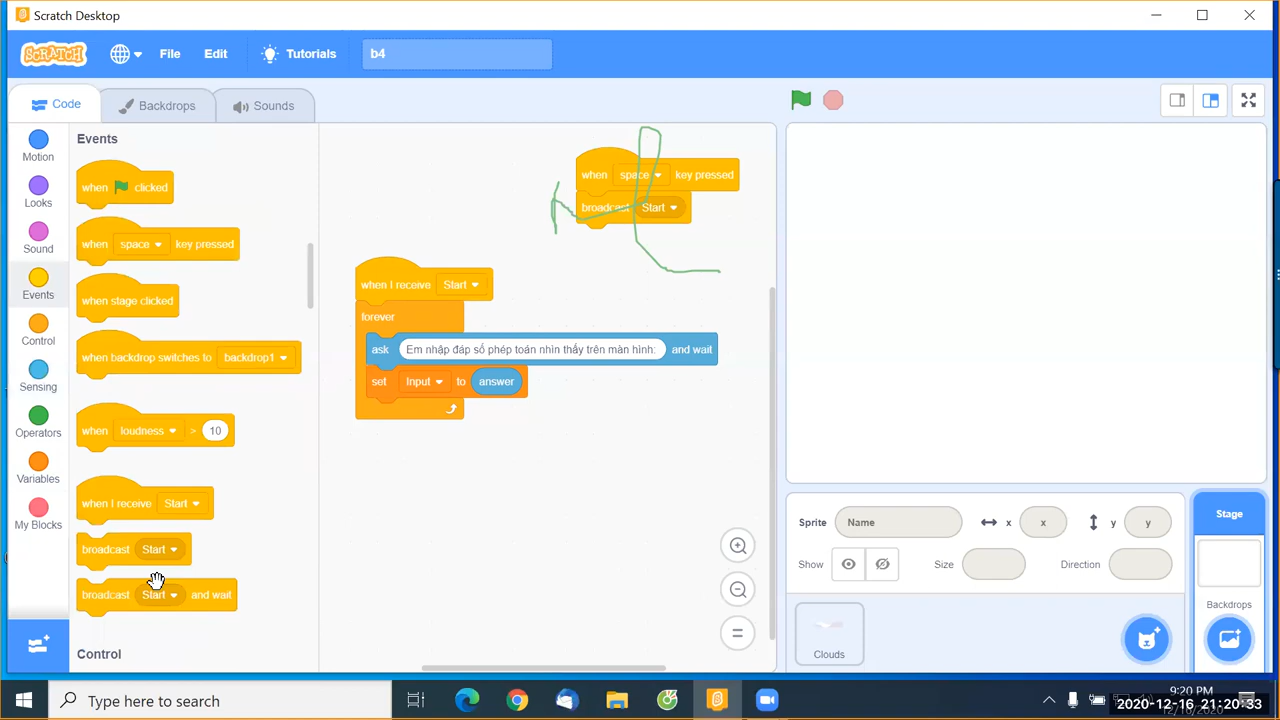 Scratch Desktop
SCRATCH File Edit Tutorials b4
Code Backdrops Sounds
Motion
Looks
Sound
Events
Control
Sensing
Operators
Variables
My Blocks
Events
when clicked
when space key pressed
when stage clicked
when backdrop switches to backdrop1
when loudness > 10
when I receive Start
broadcast Start
broadcast Start and wait
Control
when space key pressed
broadcast Start
when I receive Start
forever
ask Em nhập đáp số phép toán nhìn thấy trên màn hình: and wait
set Input to answer
Sprite Name x x y y
Show Size Direction
Clouds
Stage
Backdrops
Type here to search
9:20 PM
2020-12-16 21:20:33